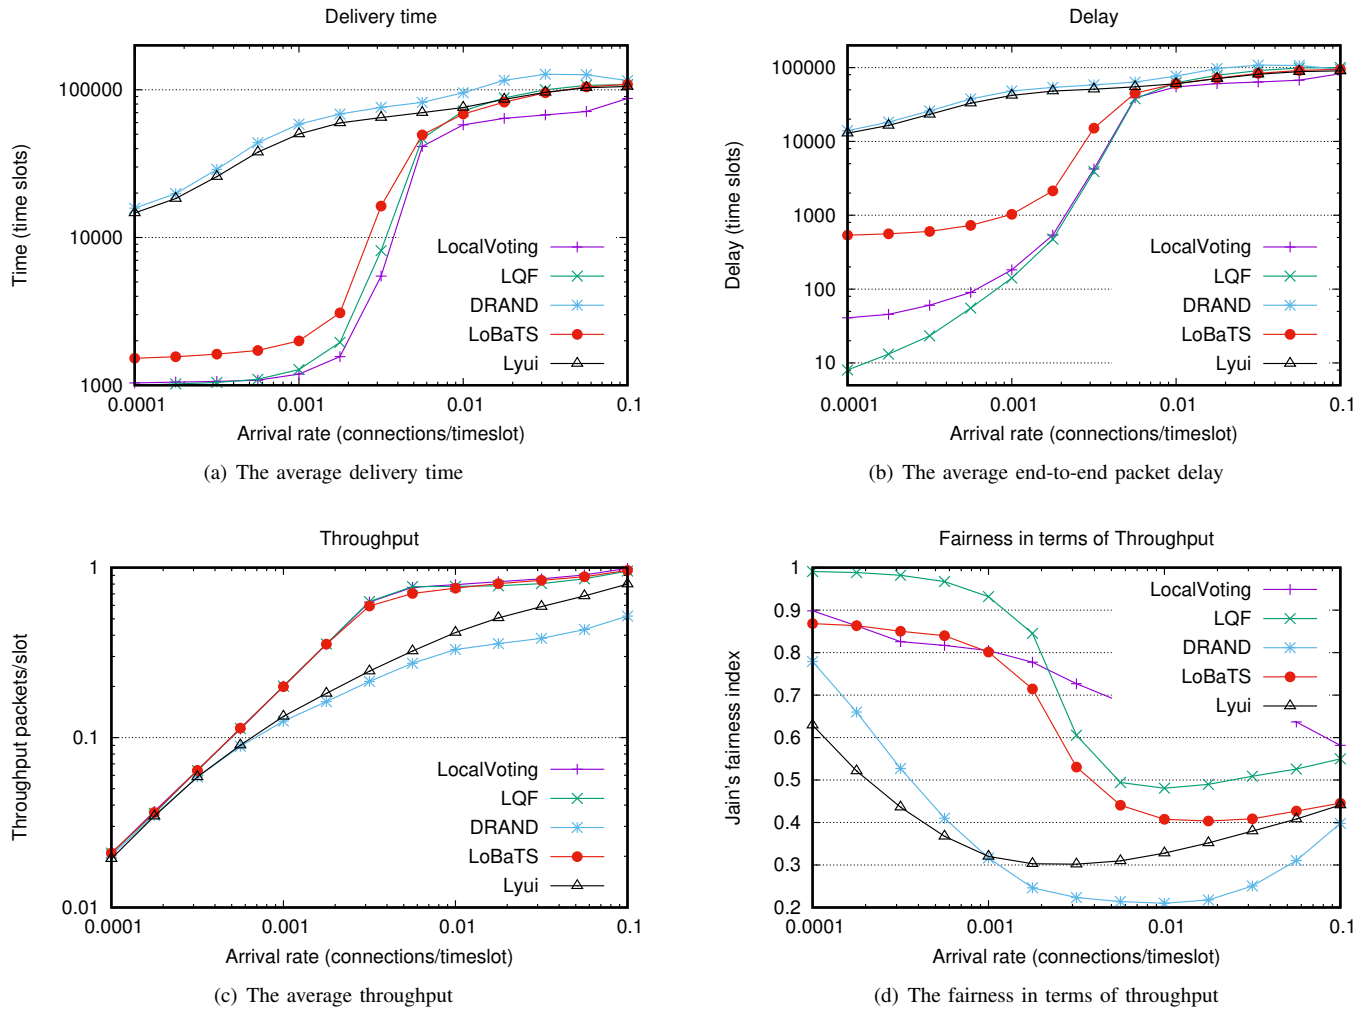 Delivery time
Time (time slots)
100000
10000
1000
0.0001
0.001
0.01
0.1
LocalVoting
LQF
DRAND
LoBaTS
Lyui
Arrival rate (connections/timeslot)
(a) The average delivery time
Delay
Delay (time slots)
100000
10000
1000
100
10
0.0001
0.001
0.01
0.1
LocalVoting
LQF
DRAND
LoBaTS
Lyui
Arrival rate (connections/timeslot)
(b) The average end-to-end packet delay
Throughput
Throughput packets/slot
1
0.1
0.01
0.0001
0.001
0.01
0.1
LocalVoting
LQF
DRAND
LoBaTS
Lyui
Arrival rate (connections/timeslot)
(c) The average throughput
Fairness in terms of Throughput
Jain's fairness index
1
0.9
0.8
0.7
0.6
0.5
0.4
0.3
0.2
0.0001
0.001
0.01
0.1
LocalVoting
LQF
DRAND
LoBaTS
Lyui
Arrival rate (connections/timeslot)
(d) The fairness in terms of throughput